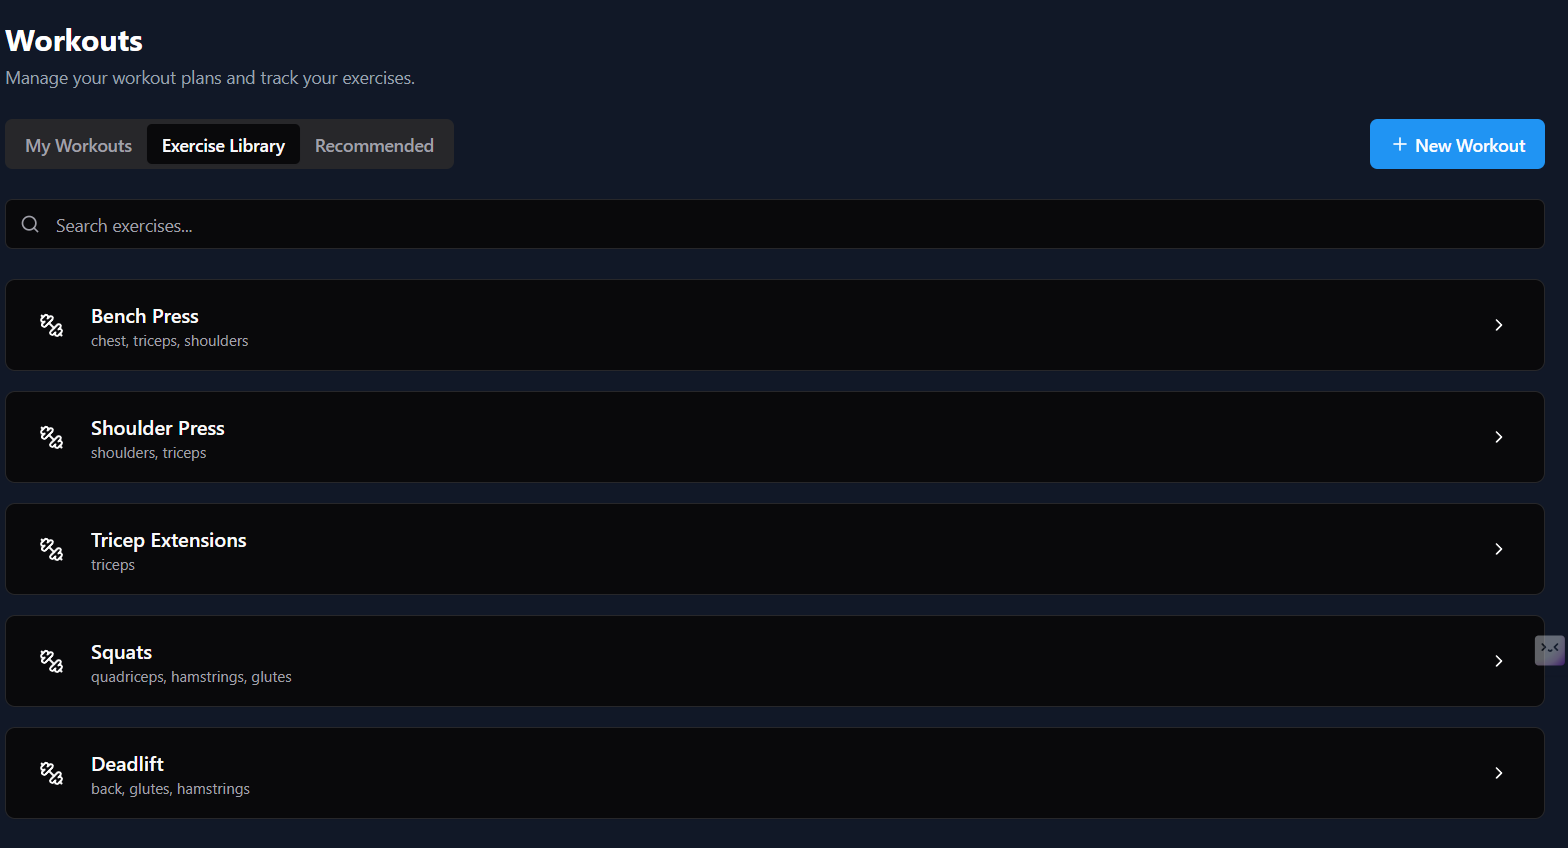 Workouts
Manage your workout plans and track your exercises.
My Workouts Exercise Library Recommended
New Workout
Search exercises...
Bench Press
chest, triceps, shoulders
Shoulder Press
shoulders, triceps
Tricep Extensions
triceps
Squats
quadriceps, hamstrings, glutes
Deadlift
back, glutes, hamstrings